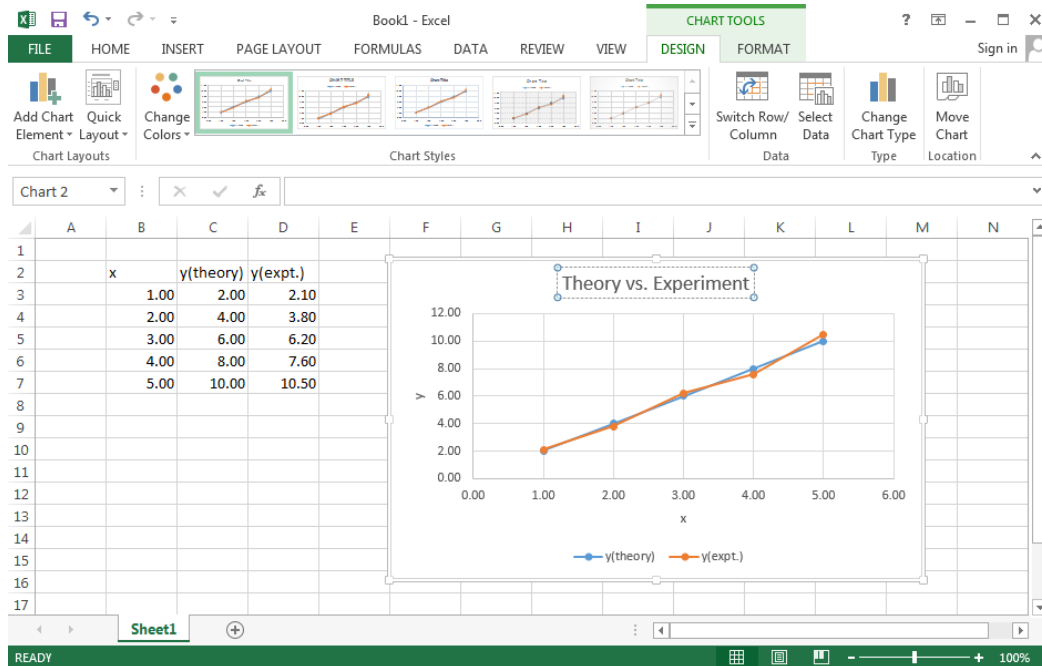 Book1 - Excel
CHART TOOLS
?
FILE
HOME
INSERT
PAGE LAYOUT
FORMULAS
DATA
REVIEW
VIEW
DESIGN
FORMAT
Sign in
Add Chart
Element
Quick
Layout
Change
Colors
Switch Row/
Column
Select
Data
Change
Chart Type
Move
Chart
Chart Layouts
Chart Styles
Data
Type
Location
Chart 2
fx
A B C D E F G H I J K L M N
1
2 x y(theory) y(expt.)
3 1.00 2.00 2.10
4 2.00 4.00 3.80
5 3.00 6.00 6.20
6 4.00 8.00 7.60
7 5.00 10.00 10.50
8
9
10
11
12
13
14
15
16
17
Theory vs. Experiment
12.00
10.00
8.00
6.00
4.00
2.00
0.00
y
0.00 1.00 2.00 3.00 4.00 5.00 6.00
x
y(theory) y(expt.)
Sheet1
READY
100%